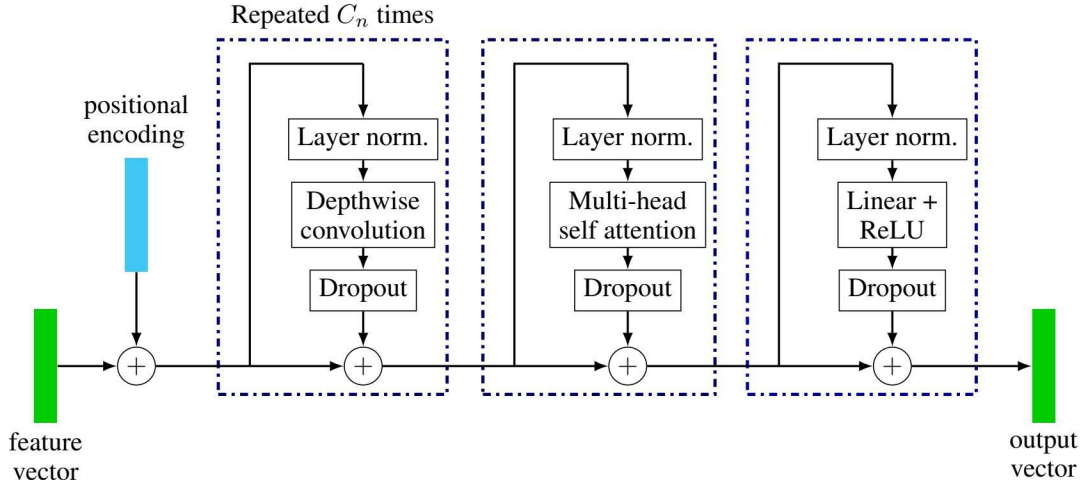 Repeated Cₙ times
positional
encoding
Layer norm.
Depthwise
convolution
Dropout
+
+
Layer norm.
Multi-head
self attention
Dropout
+
Layer norm.
Linear +
ReLU
Dropout
+
feature
vector
output
vector